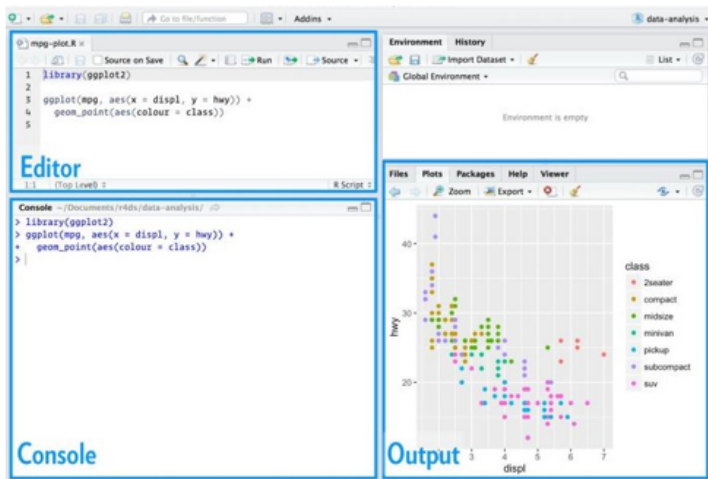 Go to file/function
Addins
data-analysis
mpg-plot.R
Source on Save
Run
Source
1 library(ggplot2)
2
3 ggplot(mpg, aes(x = displ, y = hwy)) +
4   geom_point(aes(colour = class))
5
Editor
1:1 (Top Level) R Script
Console ~/Documents/r4ds/data-analysis/
> library(ggplot2)
> ggplot(mpg, aes(x = displ, y = hwy)) +
+   geom_point(aes(colour = class))
>
Console
Environment History
Import Dataset List
Global Environment
Environment is empty
Files Plots Packages Help Viewer
Zoom Export
40
30
20
hwy
3 4 5 6 7
displ
class
2seater
compact
midsize
minivan
pickup
subcompact
suv
Output